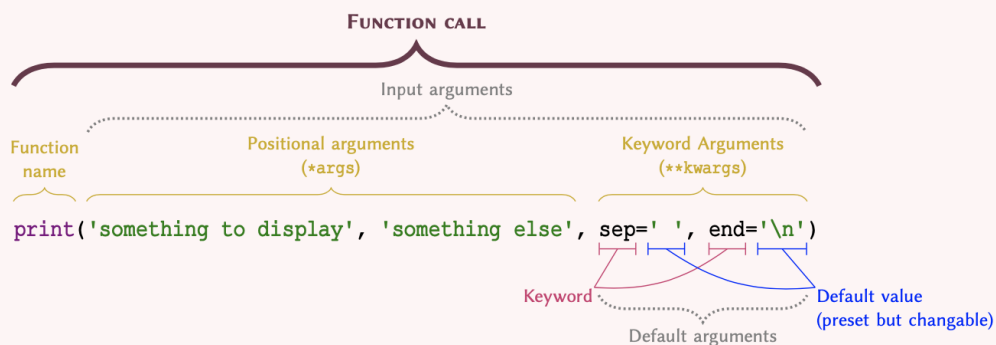 FUNCTION CALL
Input arguments
Function
name
Positional arguments
(*args)
Keyword Arguments
(**kwargs)
print('something to display', 'something else', sep=' ', end='\n')
Keyword
Default value
(preset but changable)
Default arguments